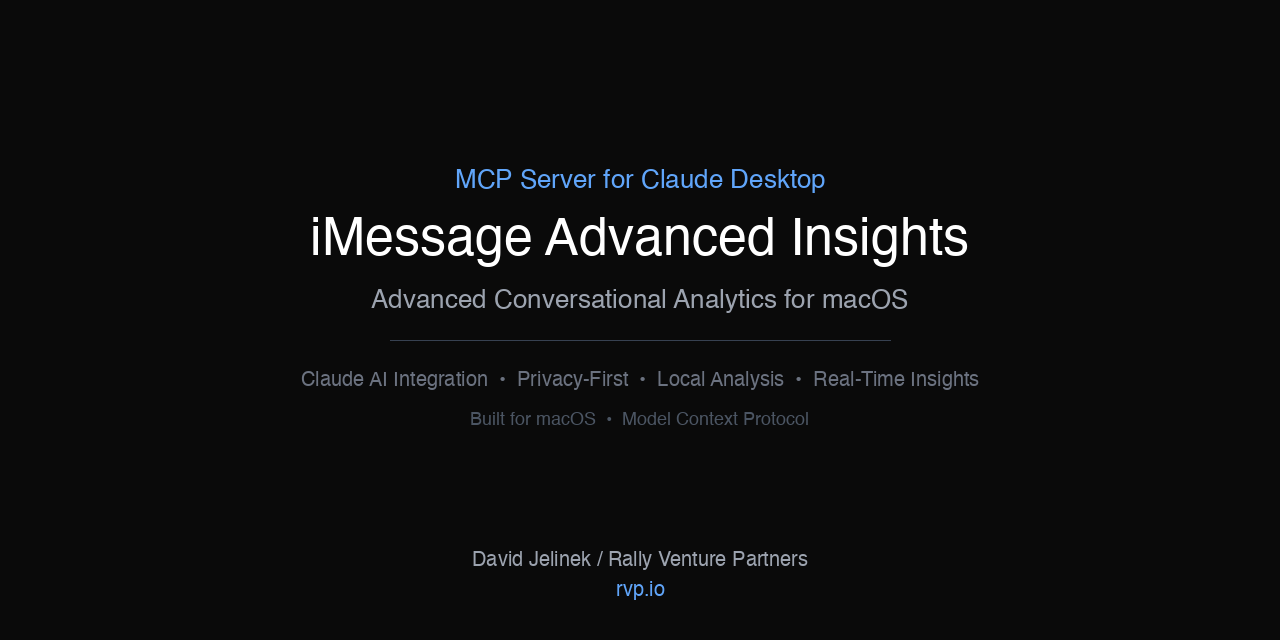 MCP Server for Claude Desktop
iMessage Advanced Insights
Advanced Conversational Analytics for macOS
Claude AI Integration • Privacy-First • Local Analysis • Real-Time Insights
Built for macOS • Model Context Protocol
David Jelinek / Rally Venture Partners
rvp.io